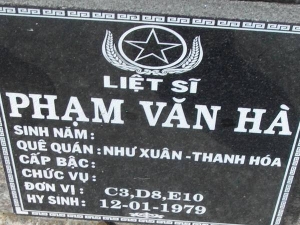 LIỆT SĨ
PHẠM VĂN HÀ
SINH NĂM :
QUÊ QUÁN : NHƯ XUÂN - THANH HÓA
CẤP BẬC :
CHỨC VỤ :
ĐƠN VỊ : C3,D8,E10
HY SINH : 12-01-1979